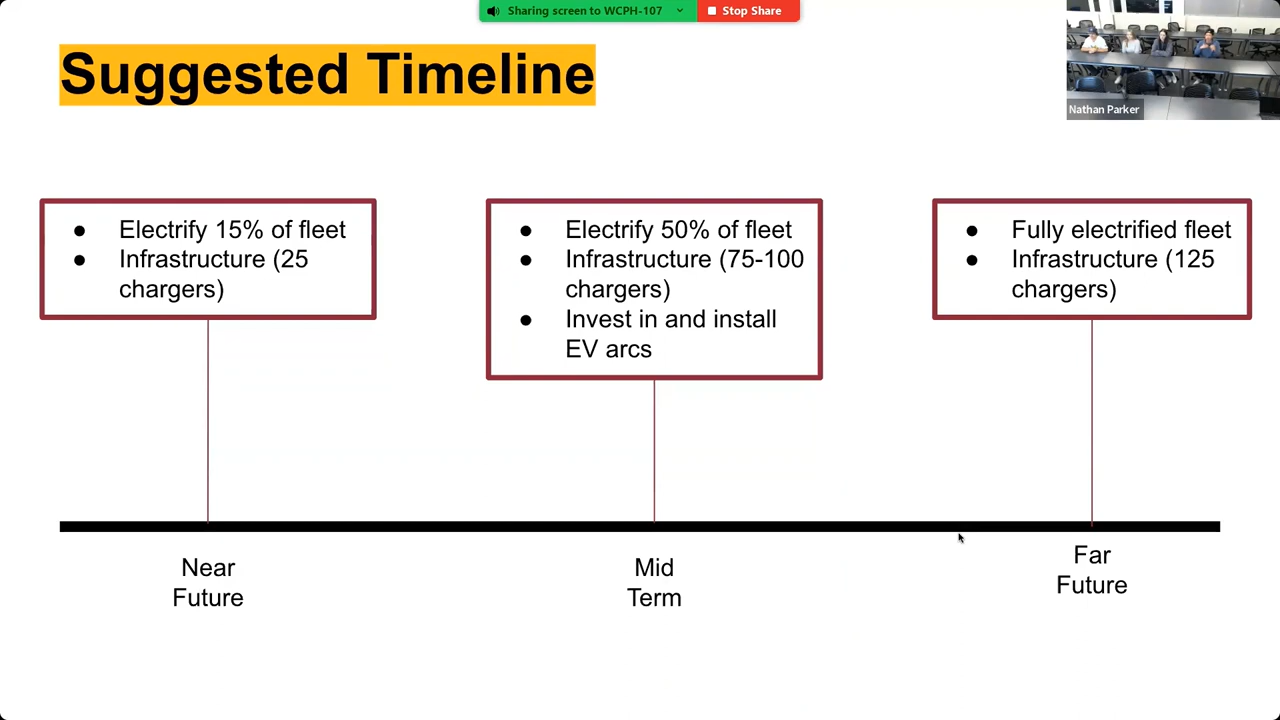 Sharing screen to WCPH-107
Stop Share
Suggested Timeline
Nathan Parker
● Electrify 15% of fleet
● Infrastructure (25
chargers)
● Electrify 50% of fleet
● Infrastructure (75-100
chargers)
● Invest in and install
EV arcs
● Fully electrified fleet
● Infrastructure (125
chargers)
Near
Future
Mid
Term
Far
Future